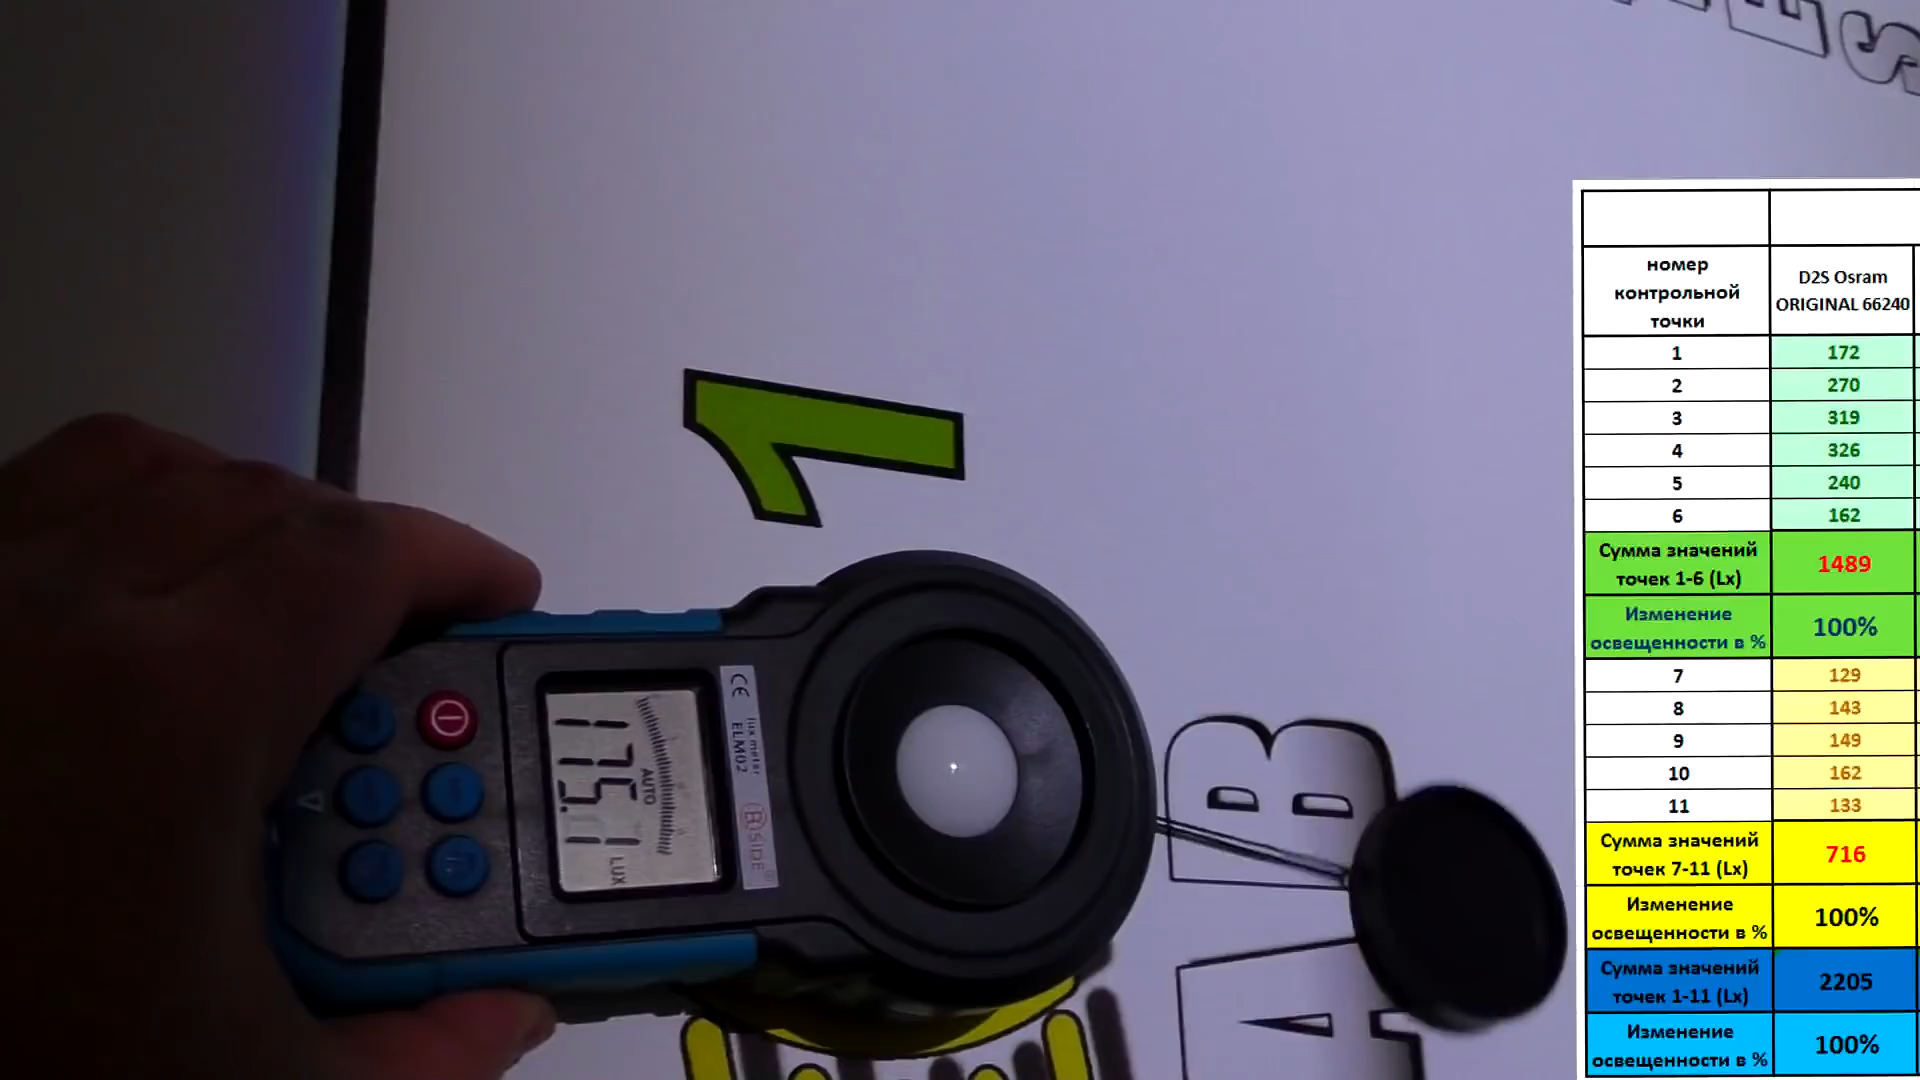 ES
1
CE
lux meter
ELM02
BSIDE
AUTO
175.1
LUX
AB
номер
контрольной
точки
D2S Osram
ORIGINAL 66240
1 172
2 270
3 319
4 326
5 240
6 162
Сумма значений
точек 1-6 (Lx)
1489
Изменение
освещенности в %
100%
7 129
8 143
9 149
10 162
11 133
Сумма значений
точек 7-11 (Lx)
716
Изменение
освещенности в %
100%
Сумма значений
точек 1-11 (Lx)
2205
Изменение
освещенности в %
100%